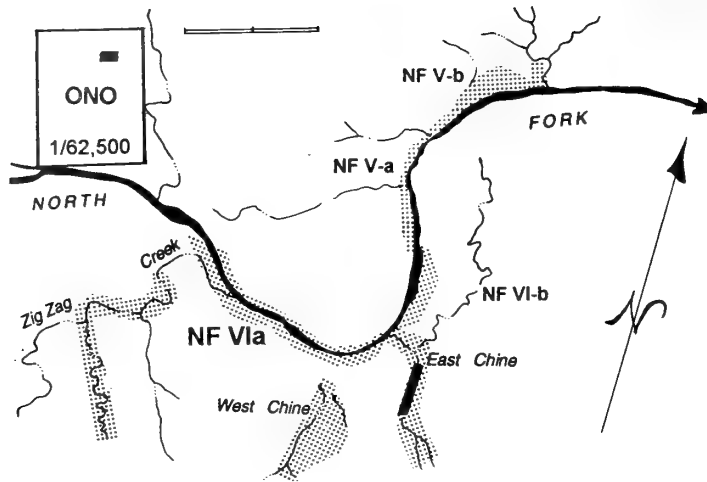 NF V-b
ONO
1/62,500
FORK
NF V-a
NORTH
Creek
Zig Zag
NF VI-b
NF VIa
East Chine
West Chine
N